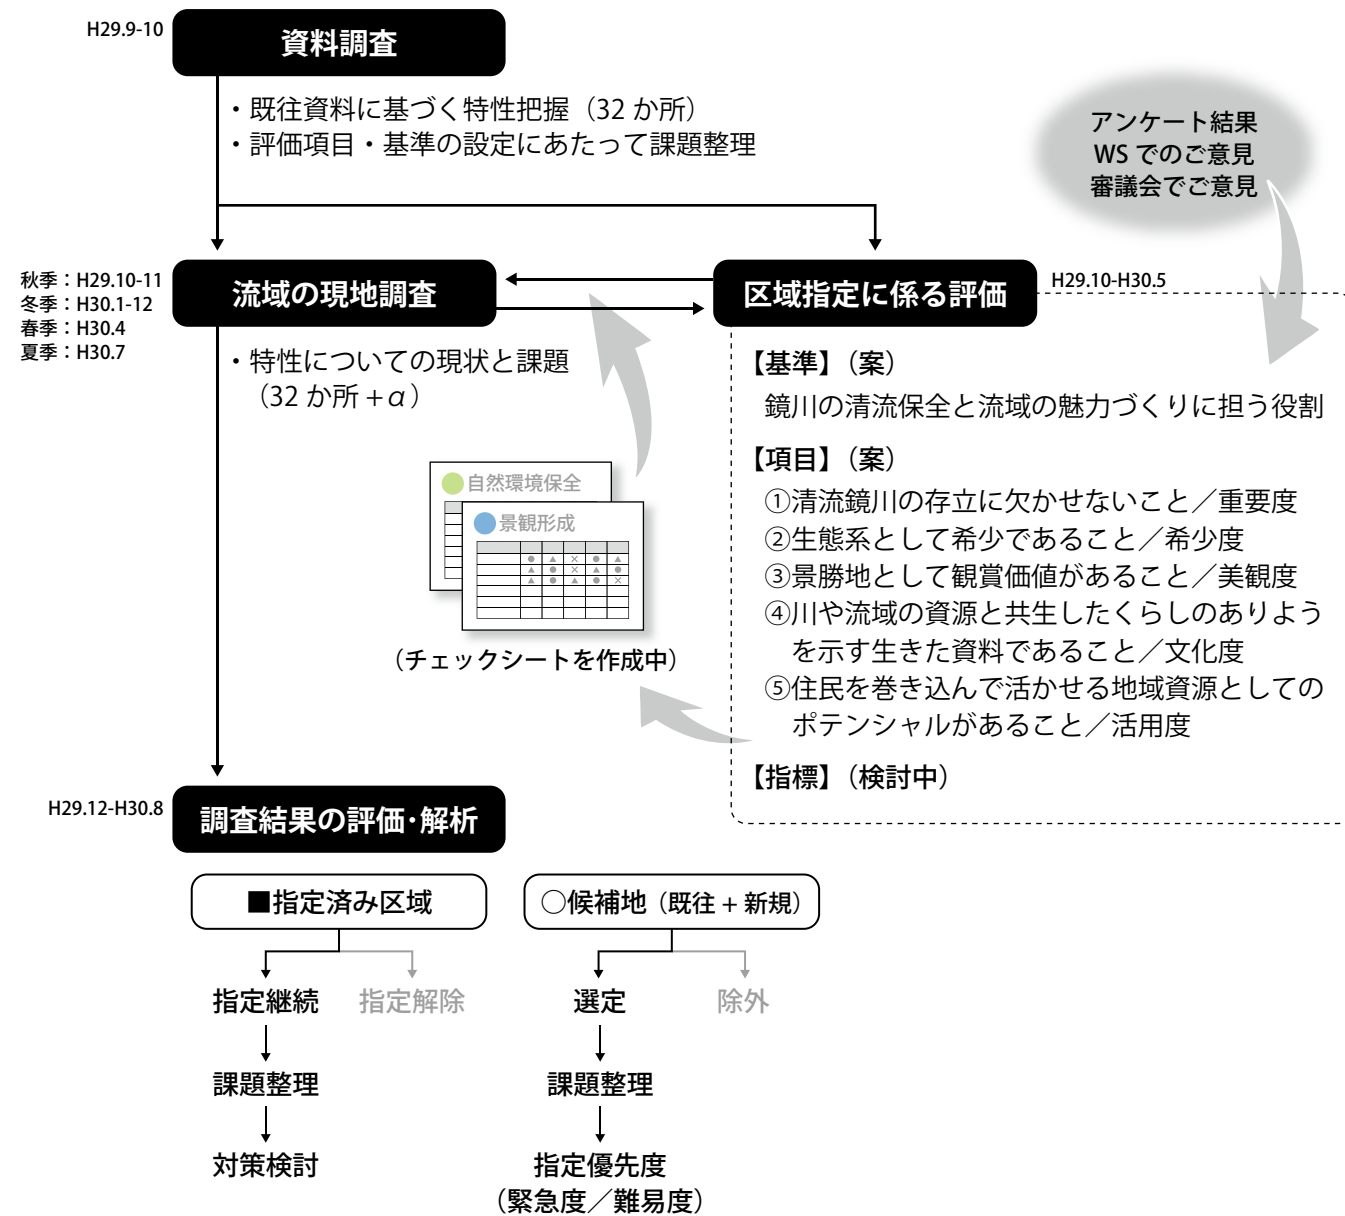 H29.9-10
資料調査
・既往資料に基づく特性把握（32 か所）
・評価項目・基準の設定にあたって課題整理
アンケート結果
WS でのご意見
審議会でご意見
秋季：H29.10-11
冬季：H30.1-12
春季：H30.4
夏季：H30.7
流域の現地調査
・特性についての現状と課題
（32 か所＋α）
区域指定に係る評価
H29.10-H30.5
【基準】（案）
鏡川の清流保全と流域の魅力づくりに担う役割
【項目】（案）
①清流鏡川の存立に欠かせないこと／重要度
②生態系として希少であること／希少度
③景勝地として観賞価値があること／美観度
④川や流域の資源と共生したくらしのありよう
を示す生きた資料であること／文化度
⑤住民を巻き込んで活かせる地域資源としての
ポテンシャルがあること／活用度
【指標】（検討中）
自然環境保全
景観形成
● ▲ × ● ▲
▲ ● × ▲ ●
▲ ● ▲ ● ×
（チェックシートを作成中）
H29.12-H30.8
調査結果の評価・解析
■指定済み区域
指定継続
指定解除
課題整理
対策検討
○候補地（既往 + 新規）
選定
除外
課題整理
指定優先度
（緊急度／難易度）